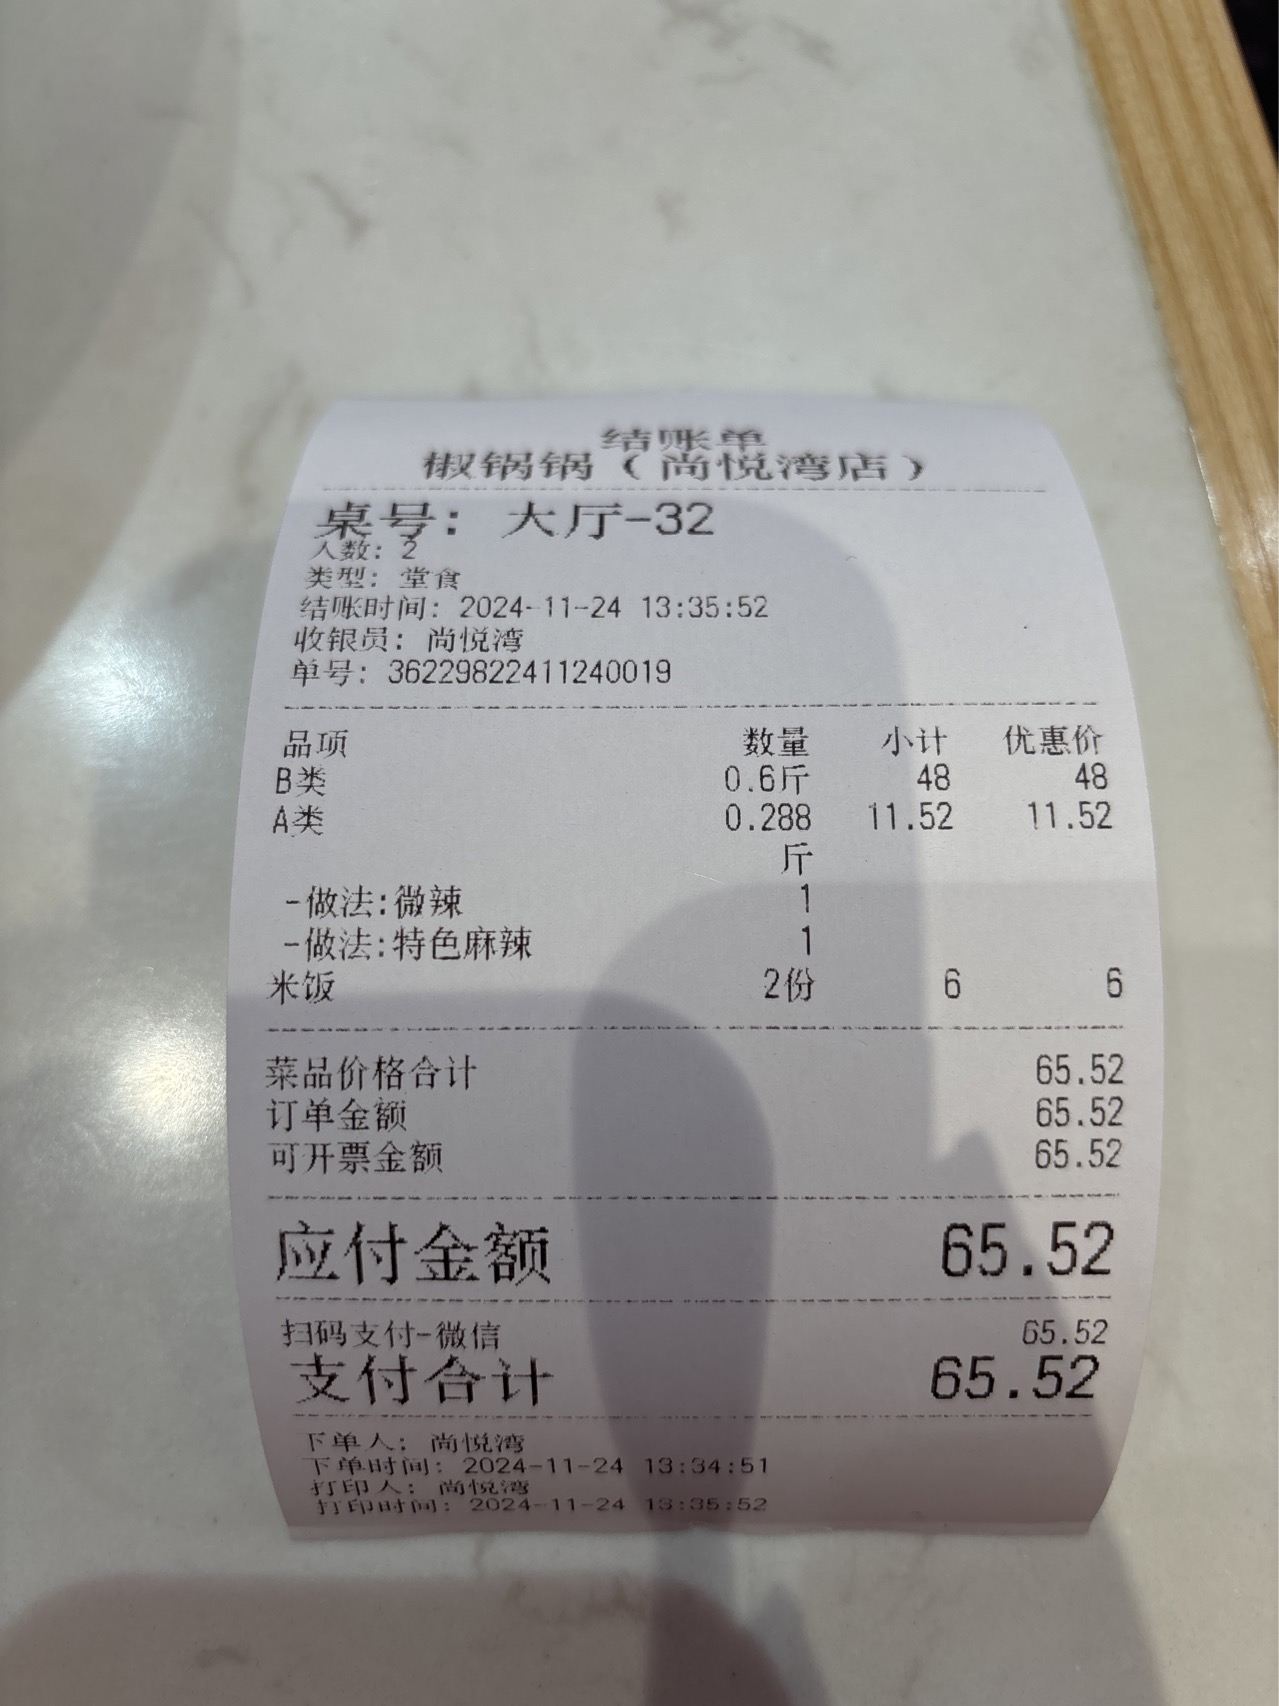 结账单
椒锅锅（尚悦湾店）
桌号： 大厅-32
人数: 2
类型: 堂食
结账时间: 2024-11-24 13:35:52
收银员: 尚悦湾
单号: 36229822411240019
品项 数量 小计 优惠价
B类 0.6斤 48 48
A类 0.288 11.52 11.52
斤
-做法:微辣 1
-做法:特色麻辣 1
米饭 2份 6 6
菜品价格合计 65.52
订单金额 65.52
可开票金额 65.52
应付金额 65.52
扫码支付-微信 65.52
支付合计 65.52
下单人: 尚悦湾
下单时间: 2024-11-24 13:34:51
打印人: 尚悦湾
打印时间: 2024-11-24 13:35:52